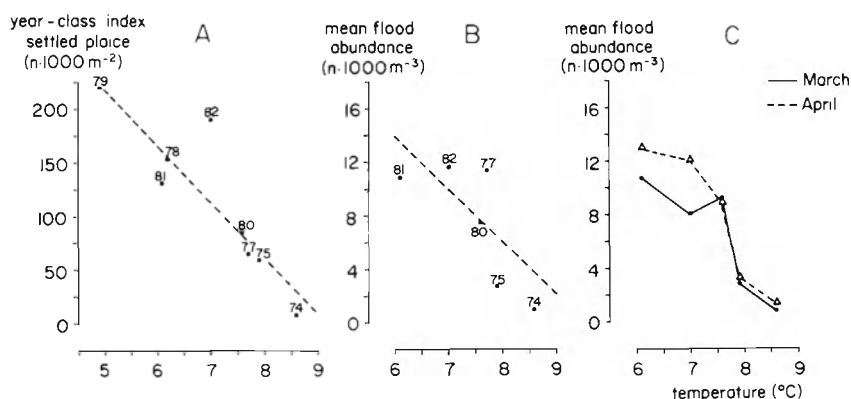 year-class index
settled plaice
(n·1000 m⁻²)
A
200
150
100
50
0
79
82
78
81
80
77
75
74
5 6 7 8 9
mean flood
abundance
(n·1000 m⁻³)
B
16
12
8
4
0
81
82
77
80
75
74
6 7 8 9
mean flood
abundance
(n·1000 m⁻³)
C
16
12
8
4
0
March
April
6 7 8 9
temperature (°C)